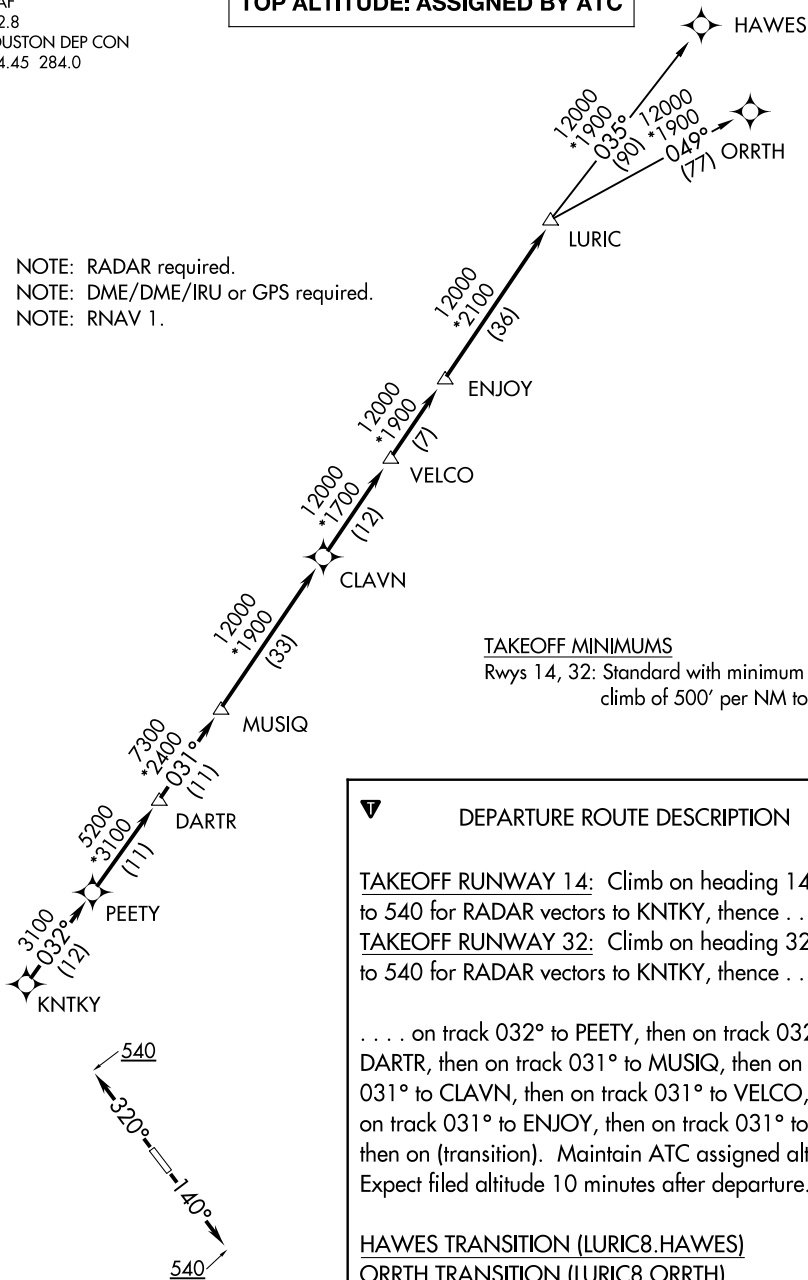 2.8
OUSTON DEP CON
4.45 284.0
TOP ALTITUDE: ASSIGNED BY ATC
HAWES
12000
*1900
035°
(90)
12000
*1900
049°
(77)
ORRTH
LURIC
NOTE: RADAR required.
NOTE: DME/DME/IRU or GPS required.
NOTE: RNAV 1.
12000
*2100
(36)
ENJOY
12000
*1900
(7)
VELCO
12000
*1700
(12)
CLAVN
12000
*1900
(33)
TAKEOFF MINIMUMS
Rwys 14, 32: Standard with minimum
climb of 500' per NM to
MUSIQ
7300
*2400
031°
(11)
DARTR
5200
*3100
(11)
PEETY
3100
032°
(12)
KNTKY
T
DEPARTURE ROUTE DESCRIPTION
TAKEOFF RUNWAY 14: Climb on heading 14
to 540 for RADAR vectors to KNTKY, thence . .
TAKEOFF RUNWAY 32: Climb on heading 32
to 540 for RADAR vectors to KNTKY, thence . .
. . . . on track 032° to PEETY, then on track 032
DARTR, then on track 031° to MUSIQ, then on
031° to CLAVN, then on track 031° to VELCO,
on track 031° to ENJOY, then on track 031° to
then on (transition). Maintain ATC assigned alt
Expect filed altitude 10 minutes after departure.
HAWES TRANSITION (LURIC8.HAWES)
ORRTH TRANSITION (LURIC8.ORRTH)
540
320°
140°
540